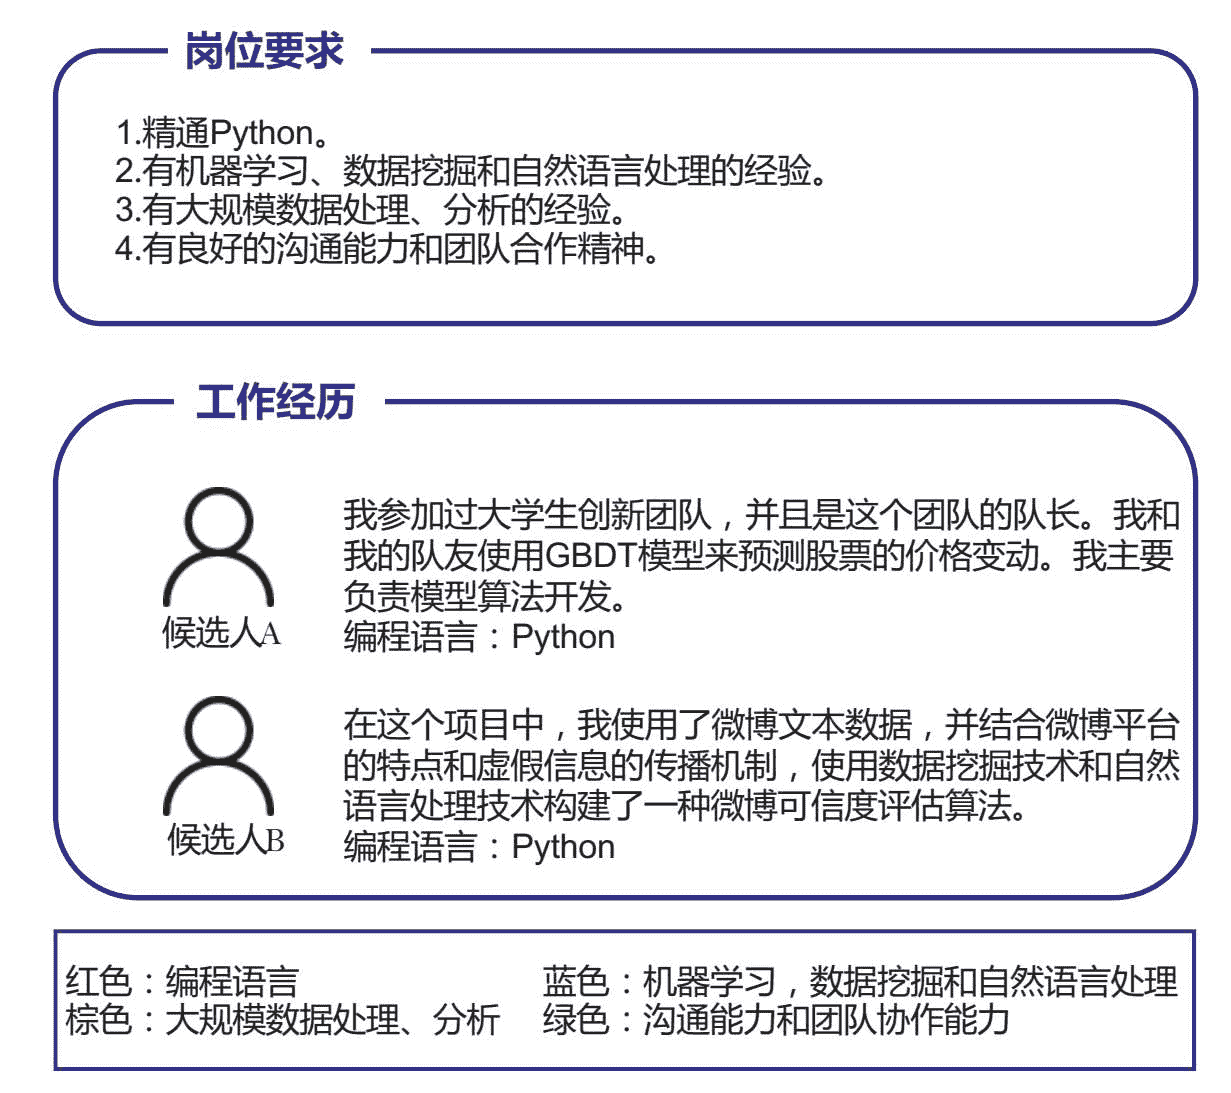 岗位要求
1.精通Python。
2.有机器学习、数据挖掘和自然语言处理的经验。
3.有大规模数据处理、分析的经验。
4.有良好的沟通能力和团队合作精神。
工作经历
我参加过大学生创新团队，并且是这个团队的队长。我和
我的队友使用GBDT模型来预测股票的价格变动。我主要
负责模型算法开发。
编程语言：Python
候选人A
在这个项目中，我使用了微博文本数据，并结合微博平台
的特点和虚假信息的传播机制，使用数据挖掘技术和自然
语言处理技术构建了一种微博可信度评估算法。
编程语言：Python
候选人B
红色：编程语言 蓝色：机器学习，数据挖掘和自然语言处理
棕色：大规模数据处理、分析 绿色：沟通能力和团队协作能力